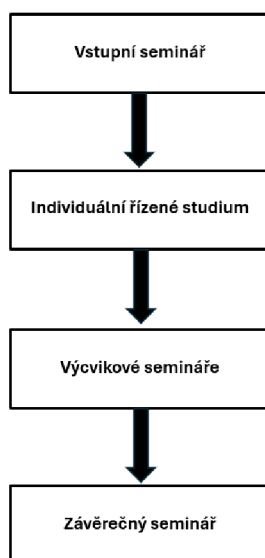 Vstupní seminář
Individuální řízené studium
Výcvikové semináře
Závěrečný seminář